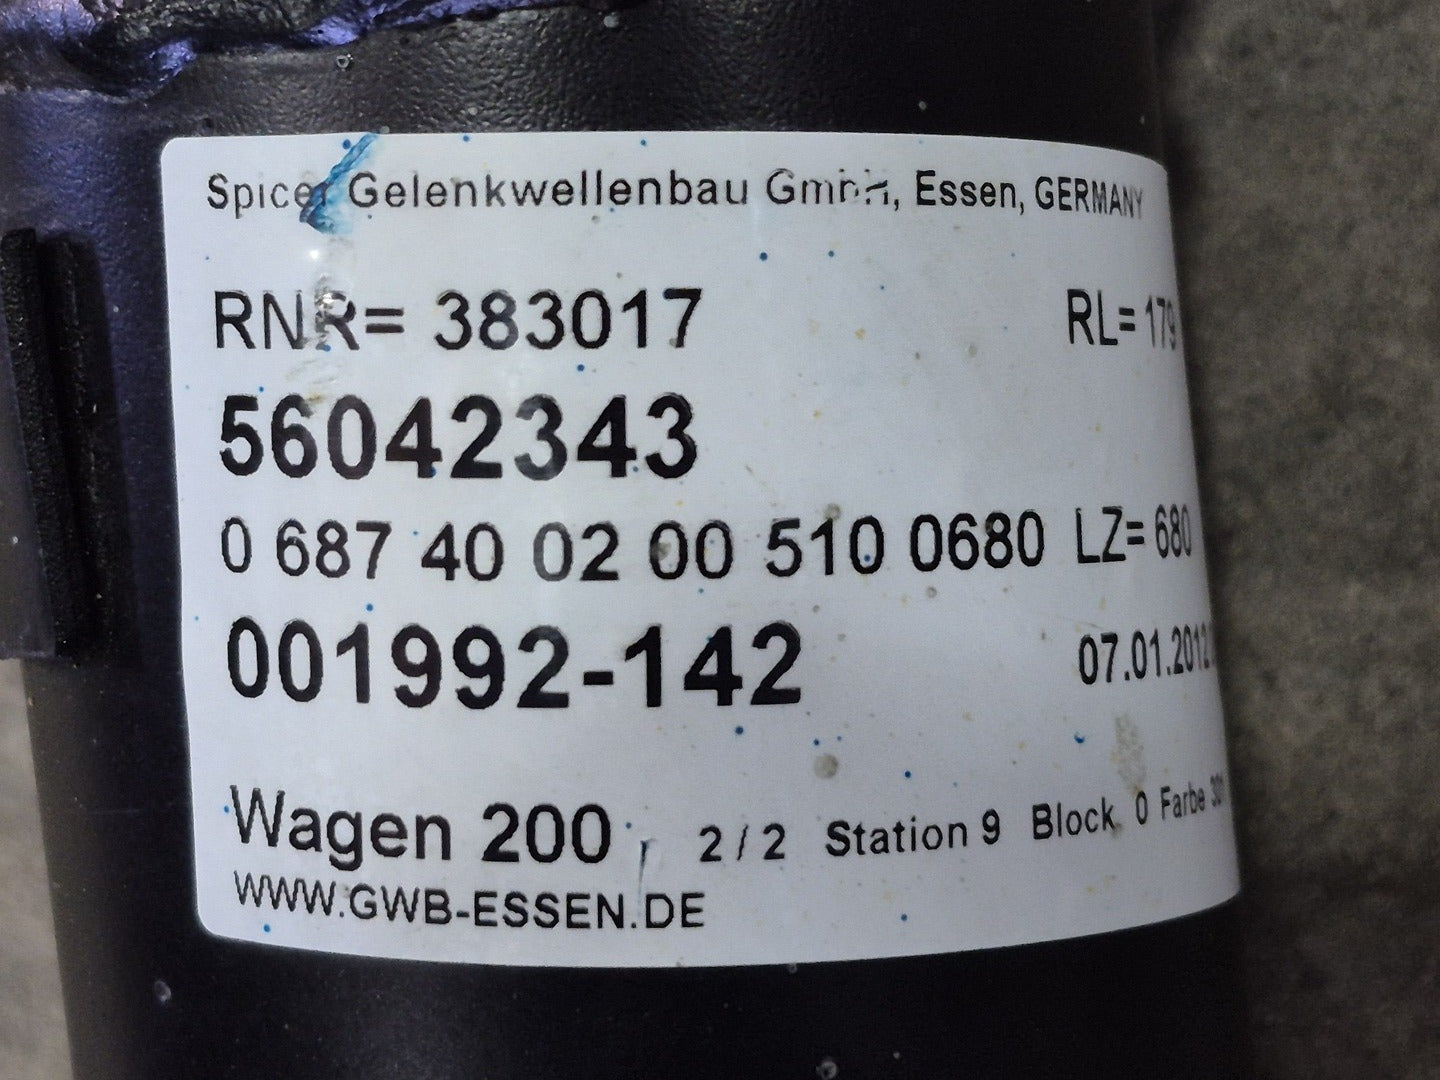 Spicer Gelenkwellenbau GmbH, Essen, GERMANY
RNR= 383017 RL= 179
56042343
0 687 40 02 00 510 0680 LZ= 680
001992-142 07.01.2012
Wagen 200 2 / 2 Station 9 Block 0 Farbe
WWW.GWB-ESSEN.DE